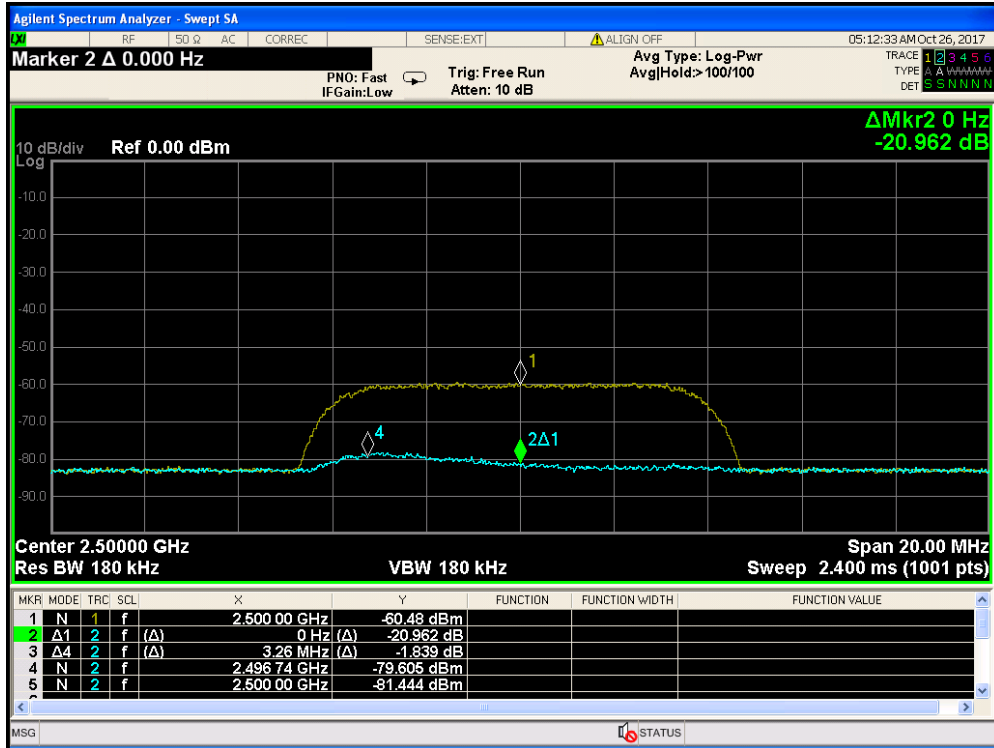 Agilent Spectrum Analyzer - Swept SA
LXI RF 50 Ω AC CORREC SENSE:EXT ALIGN OFF 05:12:33 AM Oct 26, 2017
Marker 2 Δ 0.000 Hz
PNO: Fast
IFGain:Low
Trig: Free Run
Atten: 10 dB
Avg Type: Log-Pwr
Avg|Hold:>100/100
TRACE 1 2 3 4 5 6
TYPE A A WWWW
DET S S N N N N
ΔMkr2 0 Hz
-20.962 dB
10 dB/div Ref 0.00 dBm
Log
-10.0
-20.0
-30.0
-40.0
-50.0
-60.0
-70.0
-80.0
-90.0
1
4
2Δ1
Center 2.50000 GHz Span 20.00 MHz
Res BW 180 kHz VBW 180 kHz Sweep 2.400 ms (1001 pts)
MKR MODE TRC SCL X Y FUNCTION FUNCTION WIDTH FUNCTION VALUE
1 N 1 f 2.500 00 GHz -60.48 dBm
2 Δ1 2 f (Δ) 0 Hz (Δ) -20.962 dB
3 Δ4 2 f (Δ) 3.26 MHz (Δ) -1.839 dB
4 N 2 f 2.496 74 GHz -79.605 dBm
5 N 2 f 2.500 00 GHz -81.444 dBm
MSG STATUS